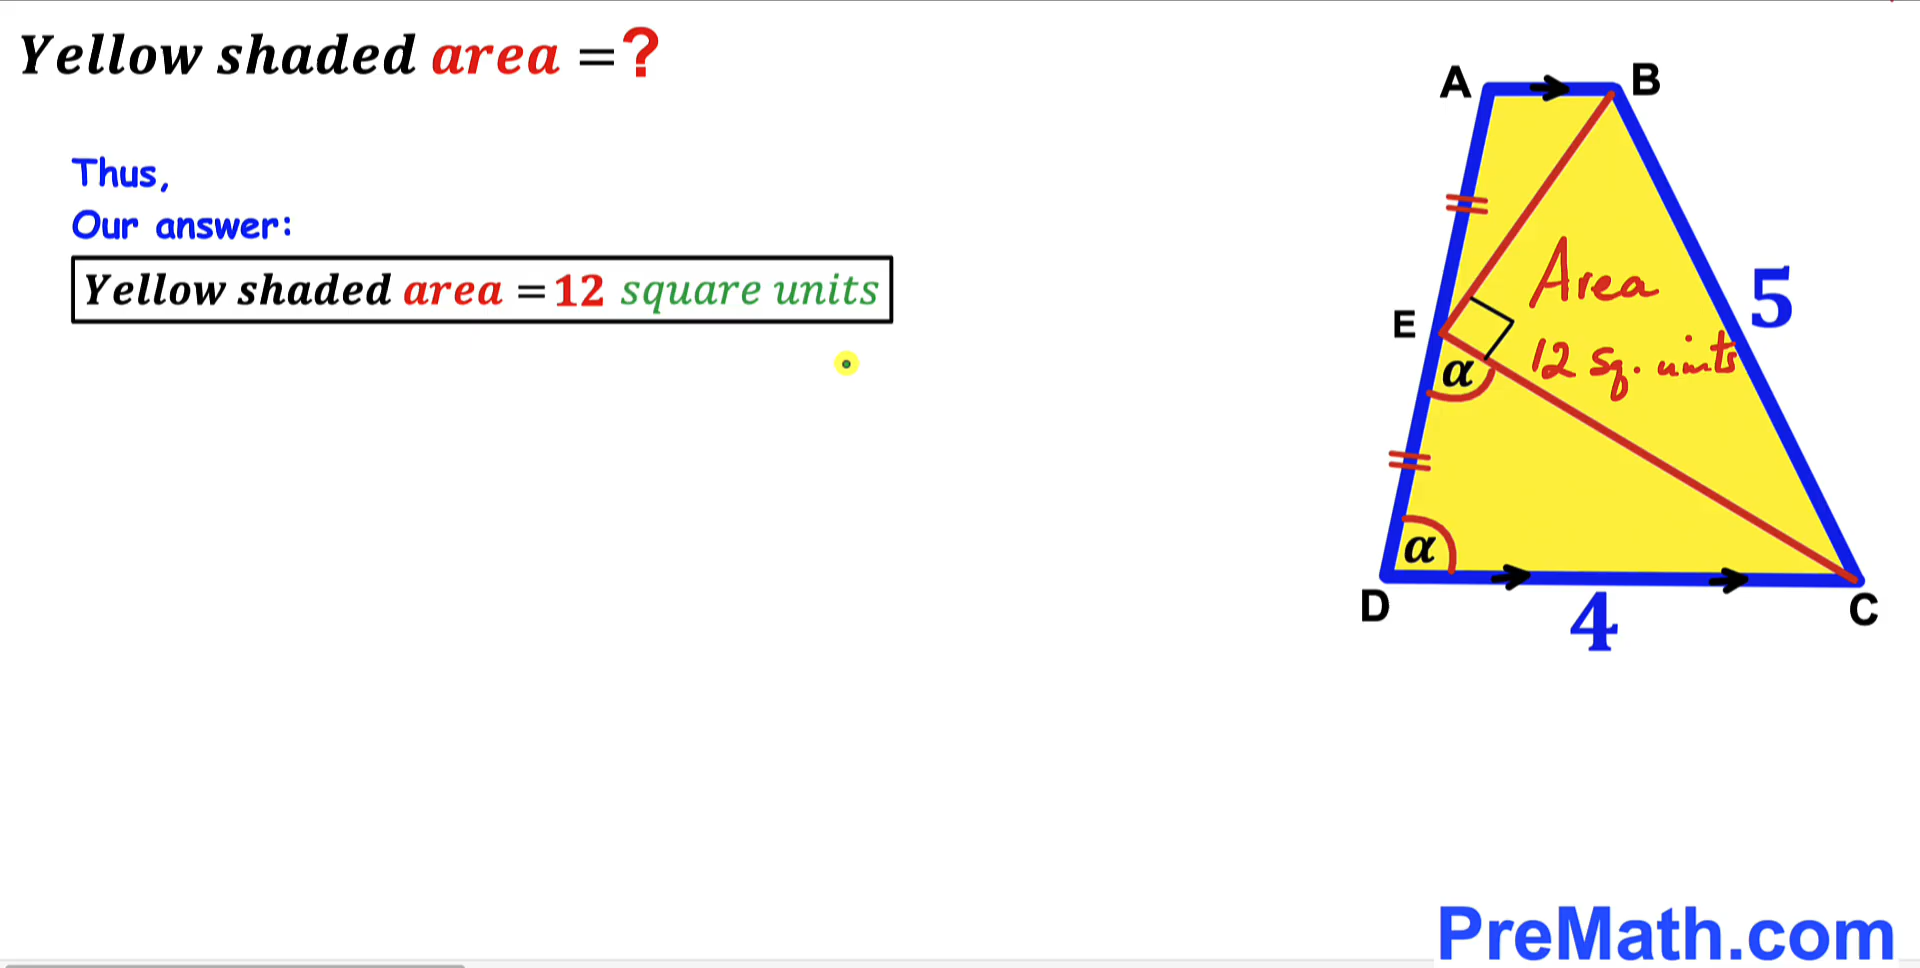 Yellow shaded area =?
Thus,
Our answer:
Yellow shaded area =12 square units
A
B
Area
5
E
12 sq. units
α
α
D
4
C
PreMath.com